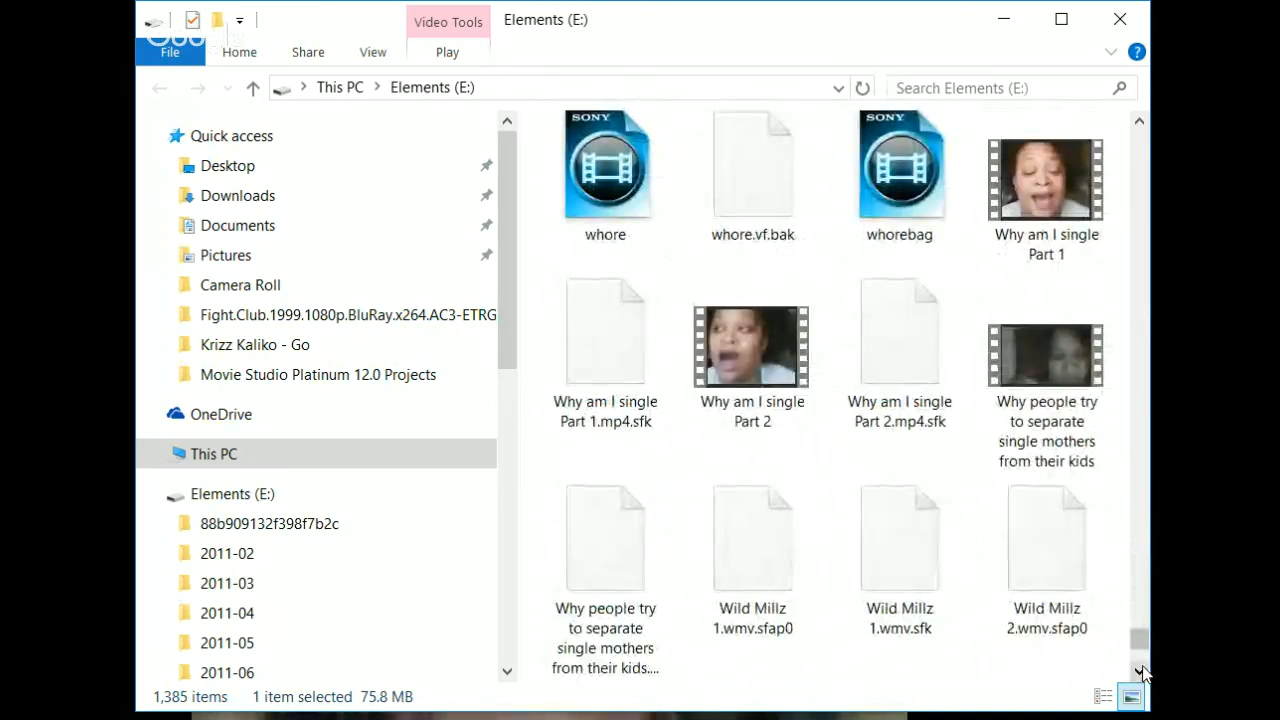 Video Tools
Elements (E:)
File
Home
Share
View
Play
This PC
Elements (E:)
Search Elements (E:)
Quick access
Desktop
Downloads
Documents
Pictures
Camera Roll
Fight.Club.1999.1080p.BluRay.x264.AC3-ETRG
Krizz Kaliko - Go
Movie Studio Platinum 12.0 Projects
OneDrive
This PC
Elements (E:)
88b909132f398f7b2c
2011-02
2011-03
2011-04
2011-05
2011-06
SONY
whore
whore.vf.bak
SONY
whorebag
Why am I single
Part 1
Why am I single
Part 1.mp4.sfk
Why am I single
Part 2
Why am I single
Part 2.mp4.sfk
Why people try
to separate
single mothers
from their kids
Why people try
to separate
single mothers
from their kids....
Wild Millz
1.wmv.sfap0
Wild Millz
1.wmv.sfk
Wild Millz
2.wmv.sfap0
1,385 items
1 item selected
75.8 MB